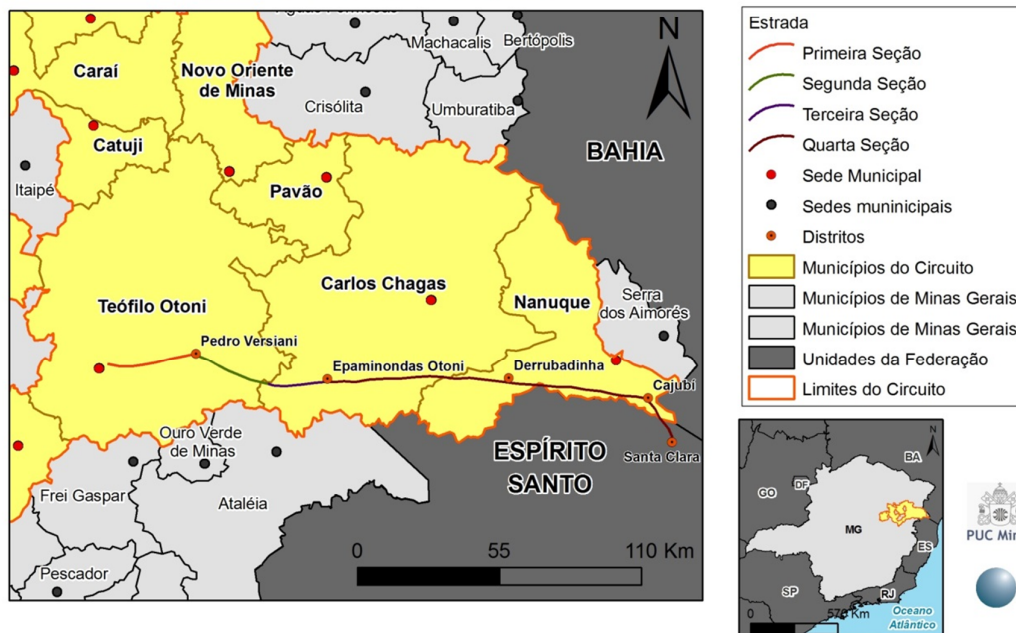 Águas Formosas
Machacalis
Bertópolis
N
Caraí
Novo Oriente
de Minas
Crisólita
Umburatiba
BAHIA
Catuji
Itaipé
Pavão
Teófilo Otoni
Carlos Chagas
Nanuque
Serra
dos Aimorés
Pedro Versiani
Epaminondas Otoni
Derrubadinha
Cajubi
Ouro Verde
de Minas
ESPÍRITO
SANTO
Santa Clara
Frei Gaspar
Ataléia
Pescador
0 55 110 Km
Estrada
Primeira Seção
Segunda Seção
Terceira Seção
Quarta Seção
Sede Municipal
Sedes muninicipais
Distritos
Municípios do Circuito
Municípios de Minas Gerais
Municípios de Minas Gerais
Unidades da Federação
Limites do Circuito
N
BA
GO
DF
MG
ES
SP
RJ
0 570 Km
Oceano
Atlântico
PUC Min